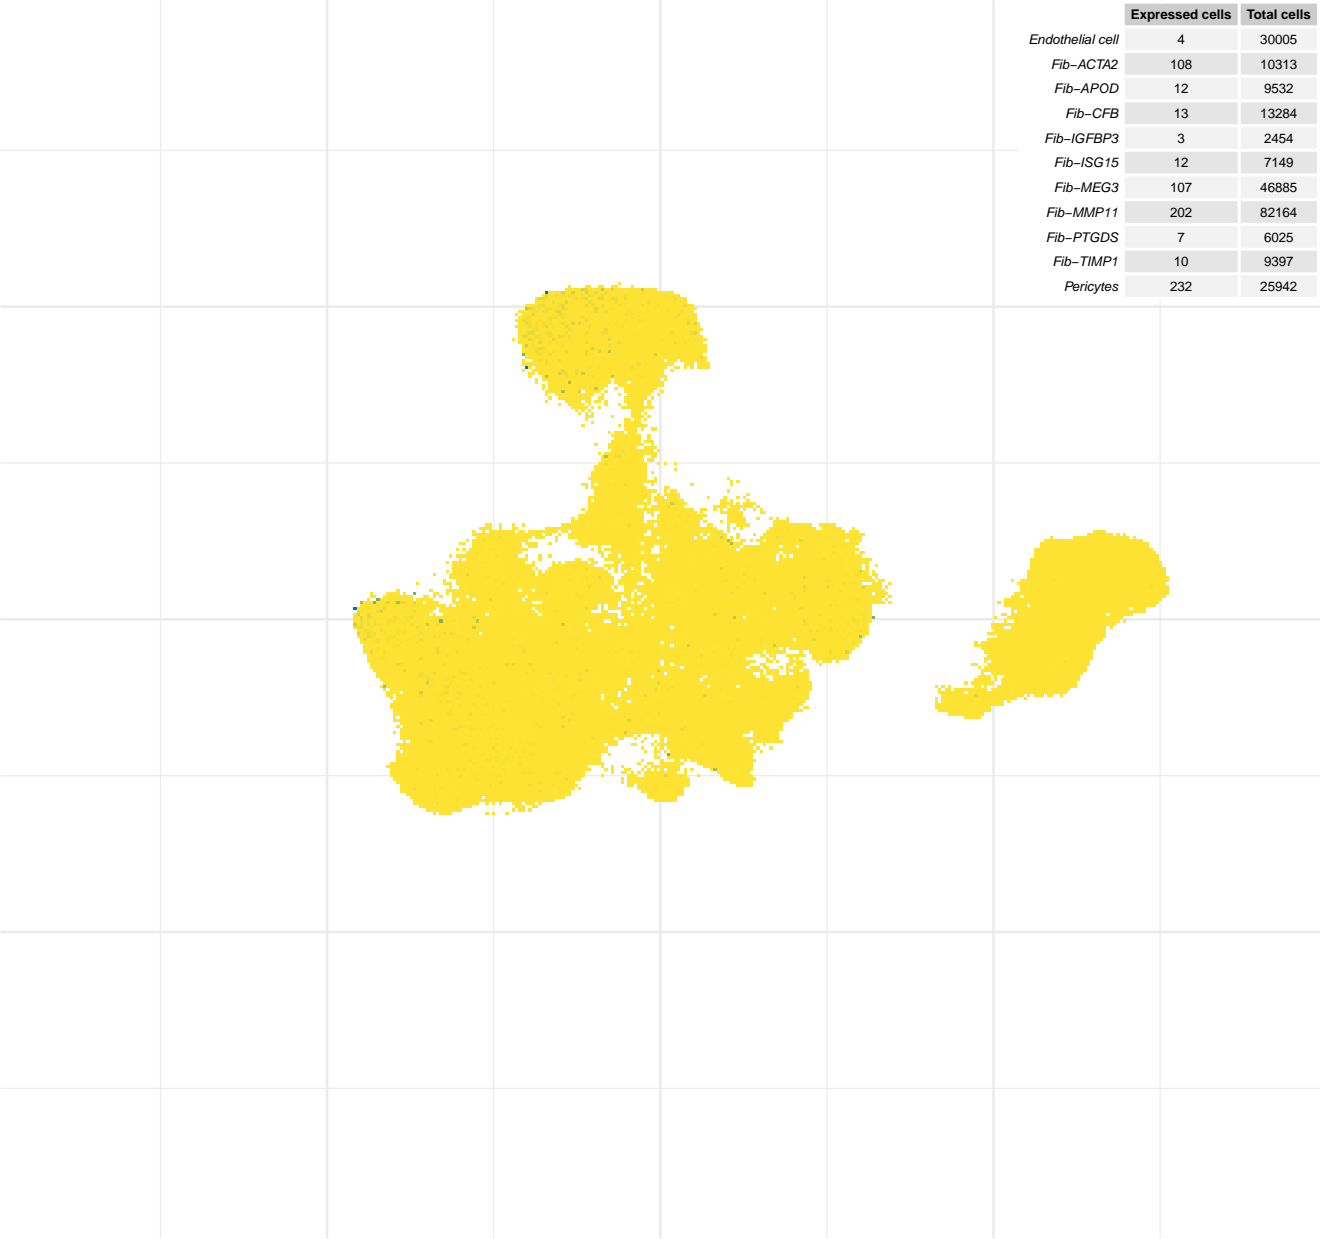 Expressed cells Total cells
Endothelial cell 4 30005
Fib−ACTA2 108 10313
Fib−APOD 12 9532
Fib−CFB 13 13284
Fib−IGFBP3 3 2454
Fib−ISG15 12 7149
Fib−MEG3 107 46885
Fib−MMP11 202 82164
Fib−PTGDS 7 6025
Fib−TIMP1 10 9397
Pericytes 232 25942